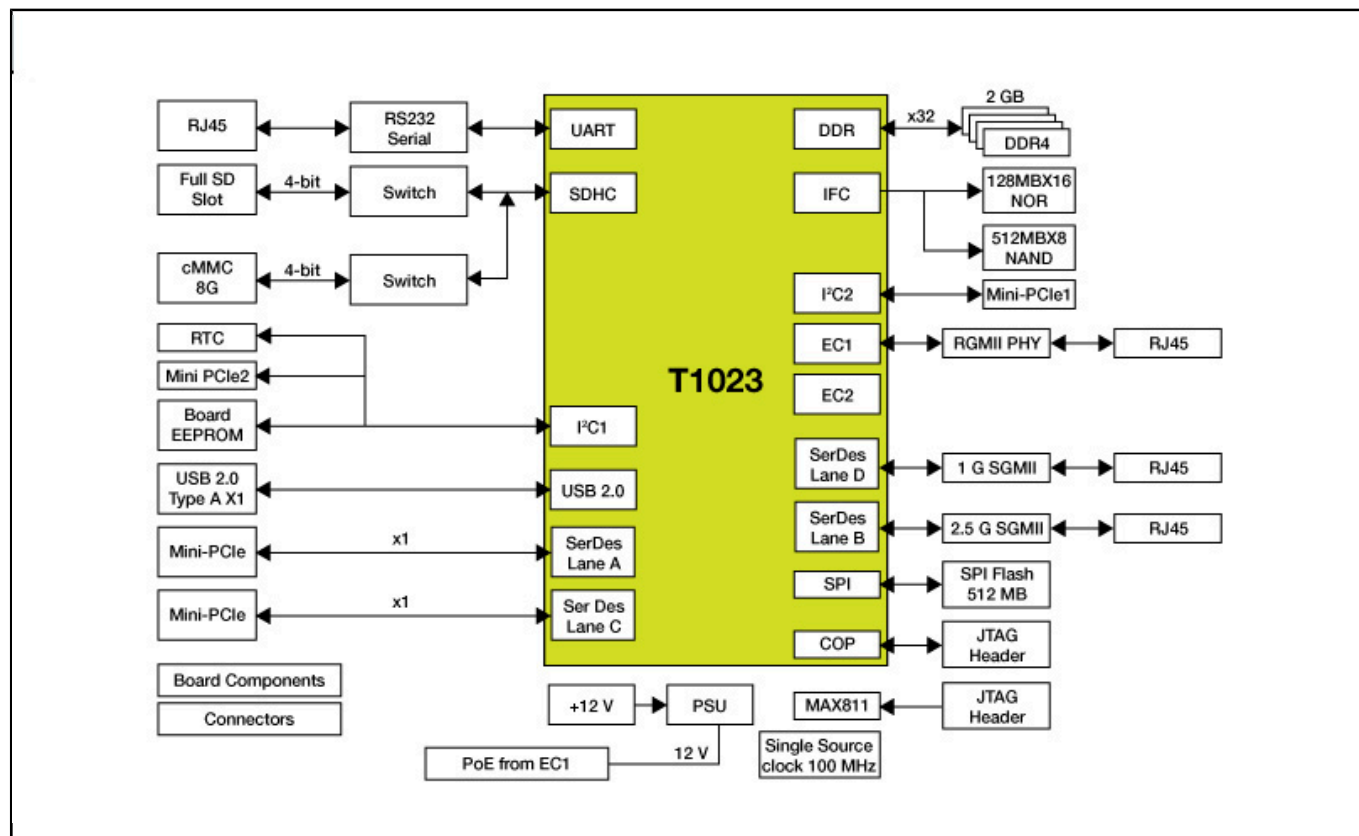 RJ45
RS232
Serial
UART
Full SD
Slot
4-bit
Switch
SDHC
cMMC
8G
4-bit
Switch
RTC
Mini PCIe2
Board
EEPROM
I²C1
USB 2.0
Type A X1
USB 2.0
Mini-PCIe
x1
SerDes
Lane A
Mini-PCIe
x1
Ser Des
Lane C
Board Components
Connectors
T1023
DDR
x32
2 GB
DDR4
IFC
128MBX16
NOR
512MBX8
NAND
I²C2
Mini-PCIe1
EC1
RGMII PHY
RJ45
EC2
SerDes
Lane D
1 G SGMII
RJ45
SerDes
Lane B
2.5 G SGMII
RJ45
SPI
SPI Flash
512 MB
COP
JTAG
Header
+12 V
PSU
MAX811
JTAG
Header
PoE from EC1
12 V
Single Source
clock 100 MHz